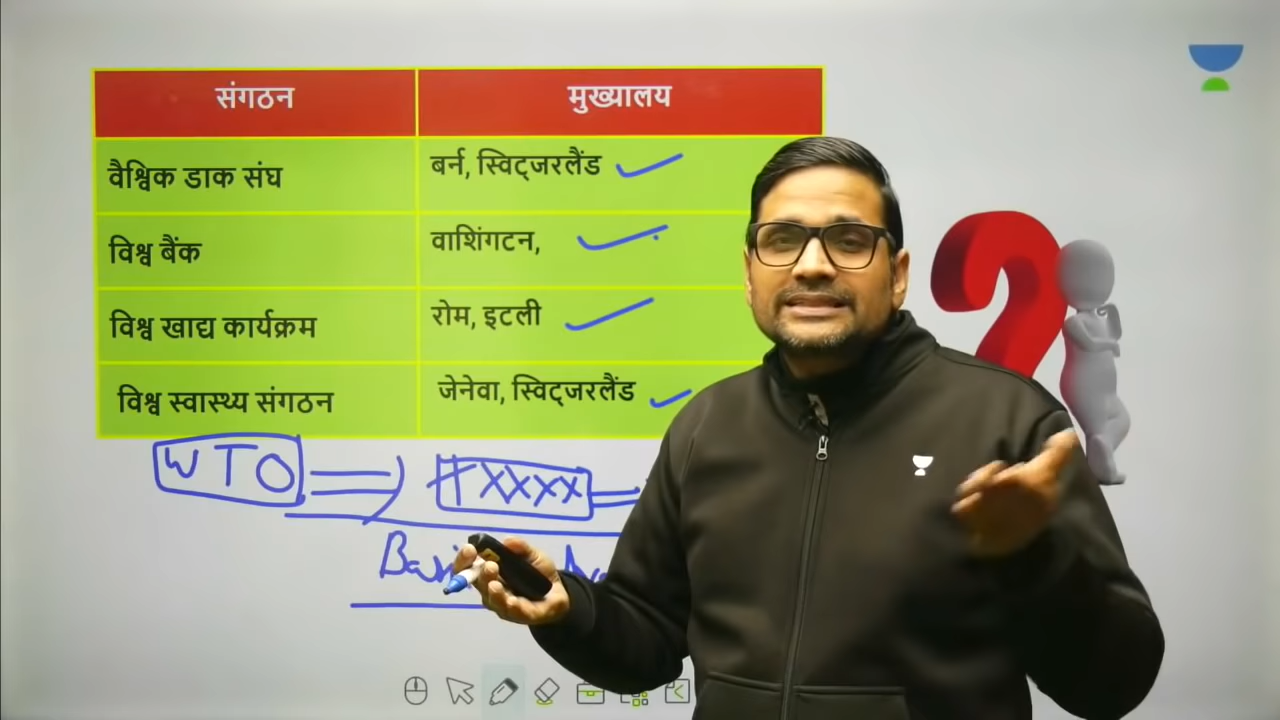 संगठन
मुख्यालय
वैश्विक डाक संघ
बर्न, स्विट्जरलैंड
विश्व बैंक
वाशिंगटन,
विश्व खाद्य कार्यक्रम
रोम, इटली
विश्व स्वास्थ्य संगठन
जेनेवा, स्विट्जरलैंड
WTO